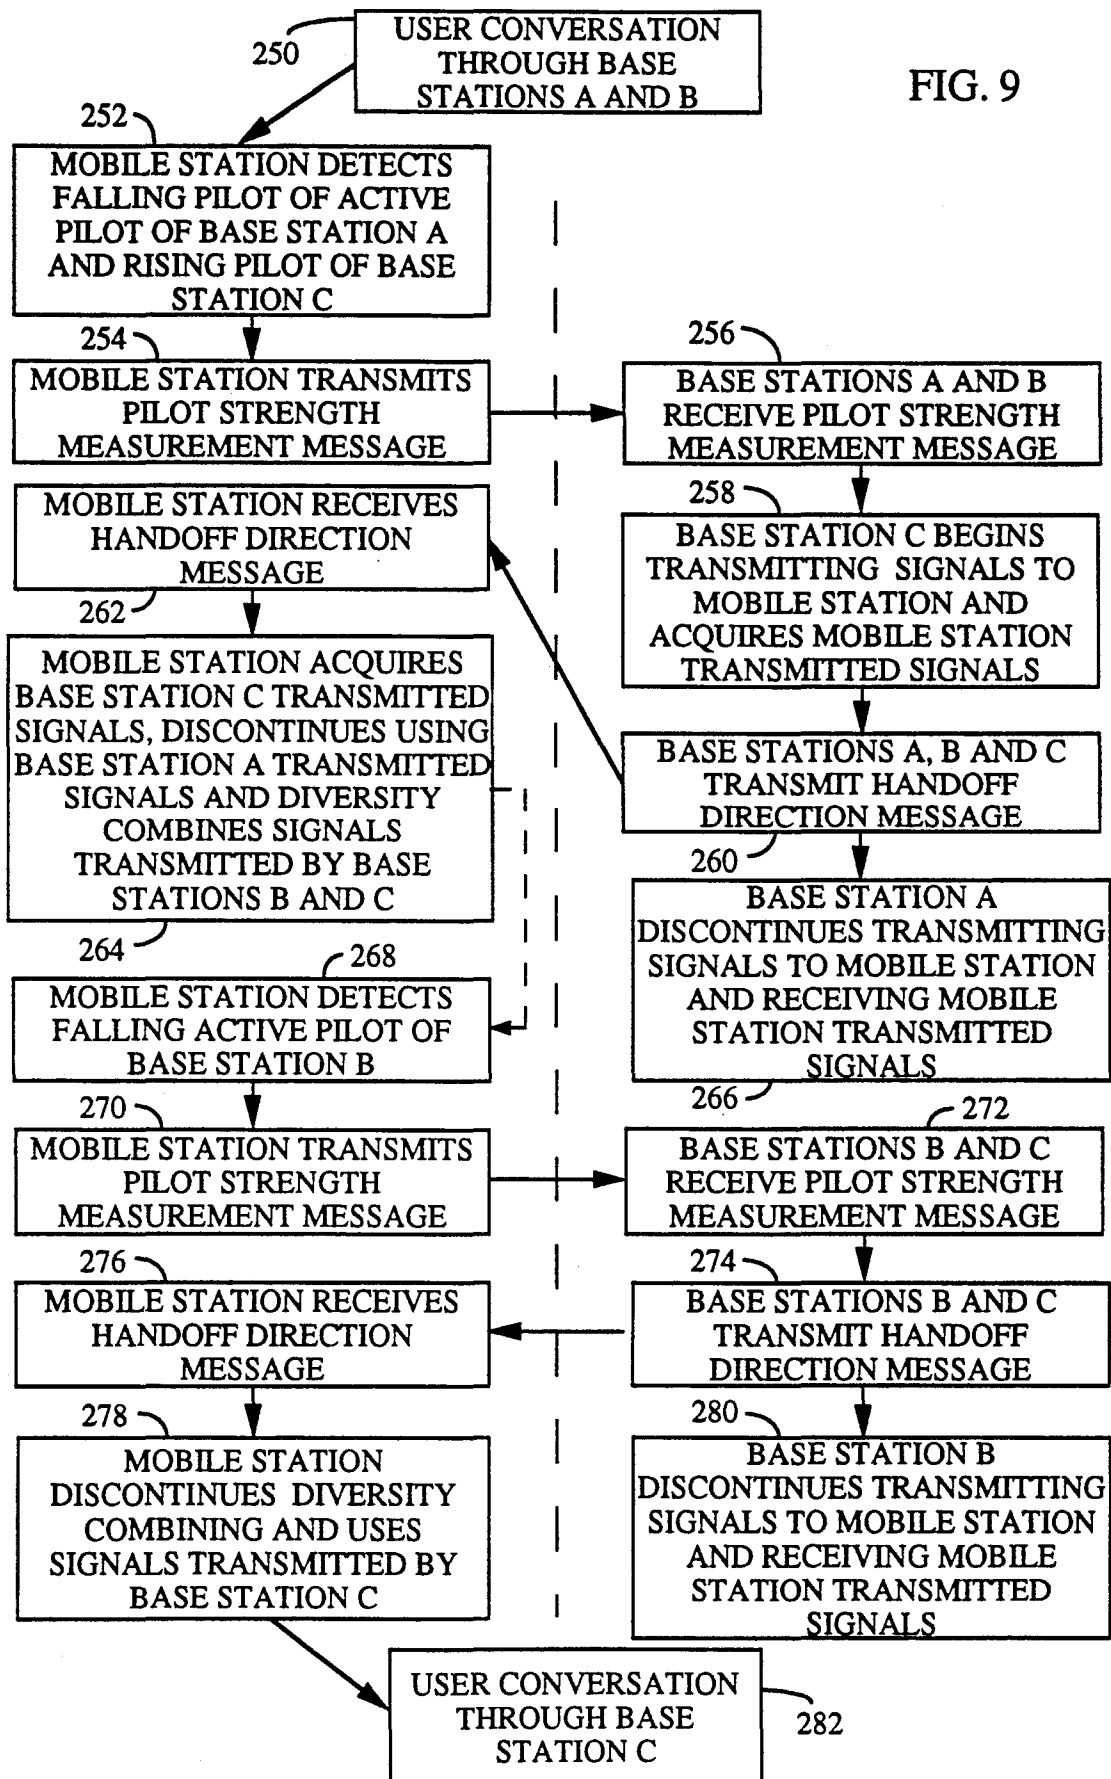 250
USER CONVERSATION
THROUGH BASE
STATIONS A AND B
FIG. 9
252
MOBILE STATION DETECTS
FALLING PILOT OF ACTIVE
PILOT OF BASE STATION A
AND RISING PILOT OF BASE
STATION C
254
MOBILE STATION TRANSMITS
PILOT STRENGTH
MEASUREMENT MESSAGE
256
BASE STATIONS A AND B
RECEIVE PILOT STRENGTH
MEASUREMENT MESSAGE
258
BASE STATION C BEGINS
TRANSMITTING SIGNALS TO
MOBILE STATION AND
ACQUIRES MOBILE STATION
TRANSMITTED SIGNALS
BASE STATIONS A, B AND C
TRANSMIT HANDOFF
DIRECTION MESSAGE
260
MOBILE STATION RECEIVES
HANDOFF DIRECTION
MESSAGE
262
MOBILE STATION ACQUIRES
BASE STATION C TRANSMITTED
SIGNALS, DISCONTINUES USING
BASE STATION A TRANSMITTED
SIGNALS AND DIVERSITY
COMBINES SIGNALS
TRANSMITTED BY BASE
STATIONS B AND C
264
BASE STATION A
DISCONTINUES TRANSMITTING
SIGNALS TO MOBILE STATION
AND RECEIVING MOBILE
STATION TRANSMITTED
SIGNALS
266
268
MOBILE STATION DETECTS
FALLING ACTIVE PILOT OF
BASE STATION B
270
MOBILE STATION TRANSMITS
PILOT STRENGTH
MEASUREMENT MESSAGE
272
BASE STATIONS B AND C
RECEIVE PILOT STRENGTH
MEASUREMENT MESSAGE
274
BASE STATIONS B AND C
TRANSMIT HANDOFF
DIRECTION MESSAGE
276
MOBILE STATION RECEIVES
HANDOFF DIRECTION
MESSAGE
278
MOBILE STATION
DISCONTINUES DIVERSITY
COMBINING AND USES
SIGNALS TRANSMITTED BY
BASE STATION C
280
BASE STATION B
DISCONTINUES TRANSMITTING
SIGNALS TO MOBILE STATION
AND RECEIVING MOBILE
STATION TRANSMITTED
SIGNALS
USER CONVERSATION
THROUGH BASE
STATION C
282